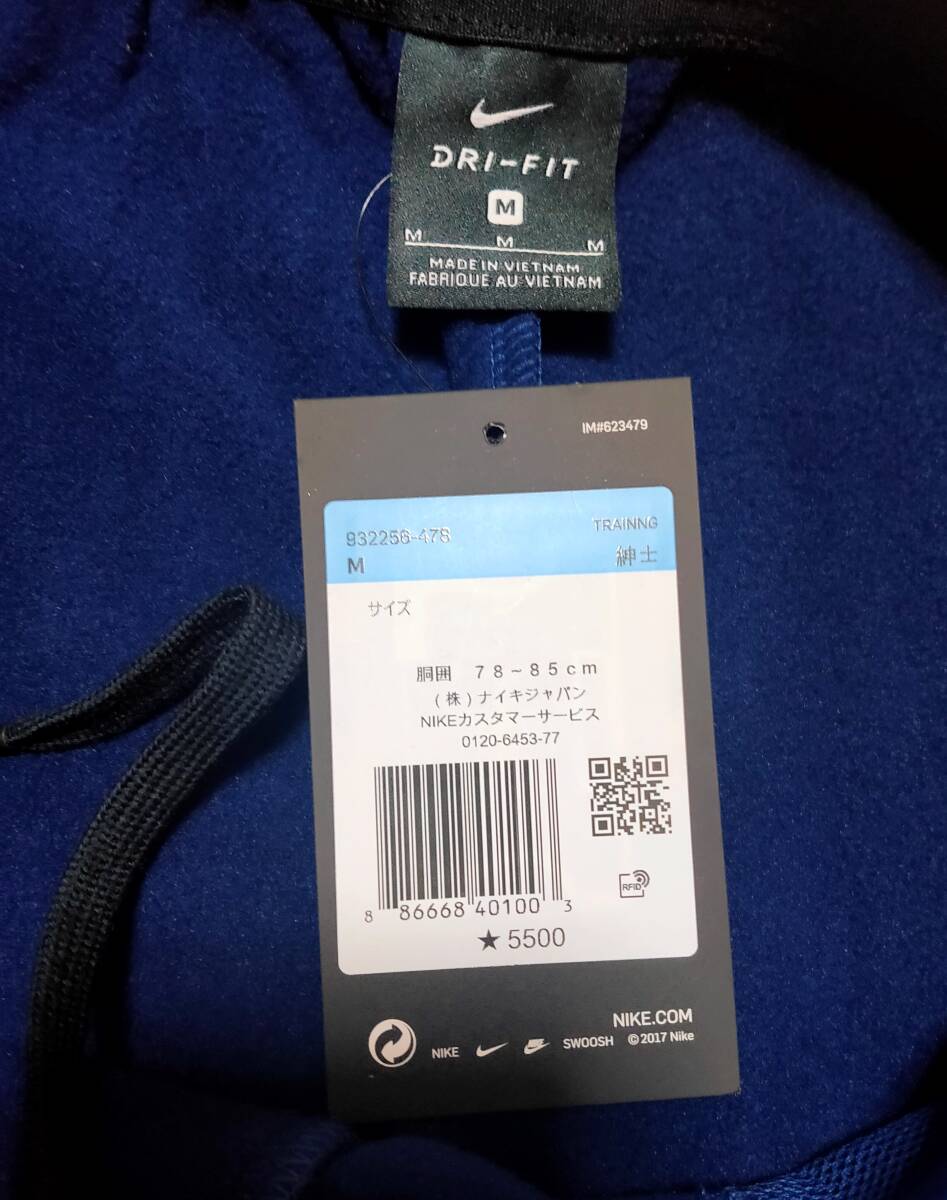 DRI-FIT
M
M M M
MADE IN VIETNAM
FABRIQUE AU VIETNAM
IM#623479
932256-478 TRAINNG
M 紳士
サイズ
胴囲 78~85cm
(株)ナイキジャパン
NIKEカスタマーサービス
0120-6453-77
RFID
8 86668 40100 3
★5500
NIKE.COM
NIKE SWOOSH ©2017 Nike